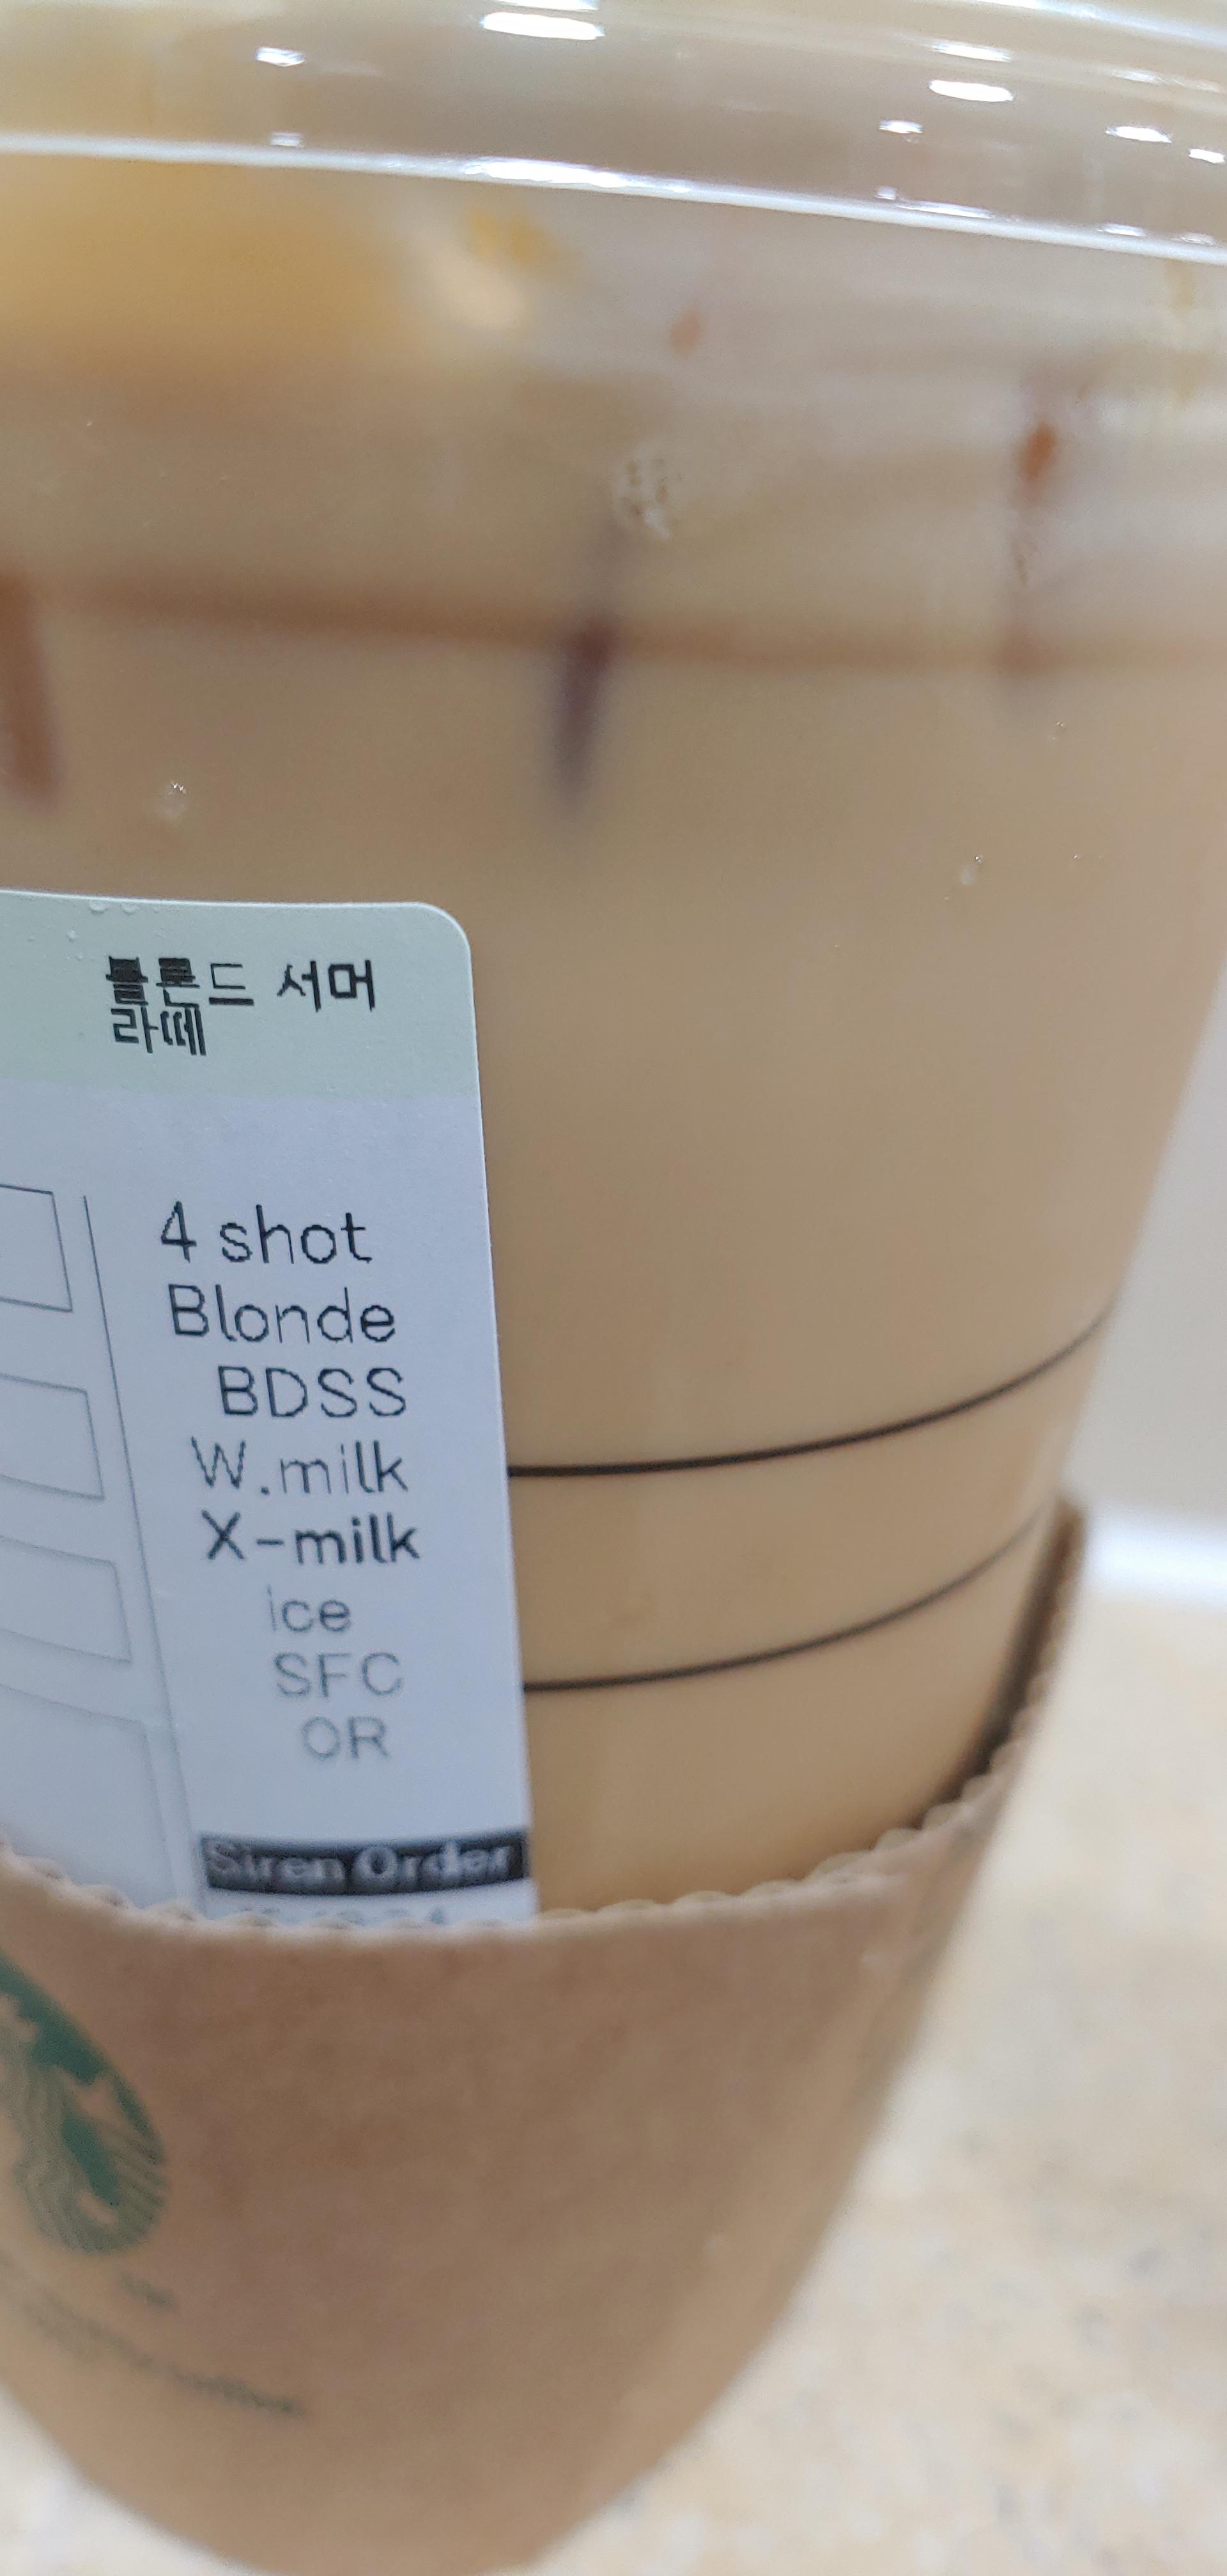 블론드 서머
라떼
4 shot
Blonde
BDSS
W.milk
X-milk
ice
SFC
OR
Siren Order